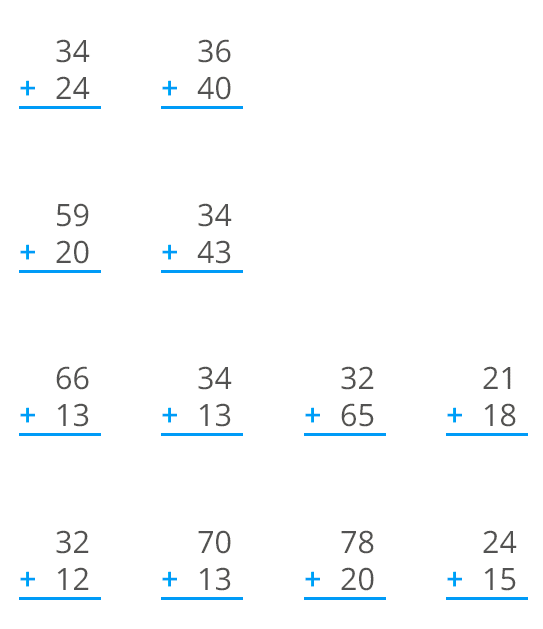 34 36
+ 24 + 40
59 34
+ 20 + 43
66 34 32 21
+ 13 + 13 + 65 + 18
32 70 78 24
+ 12 + 13 + 20 + 15